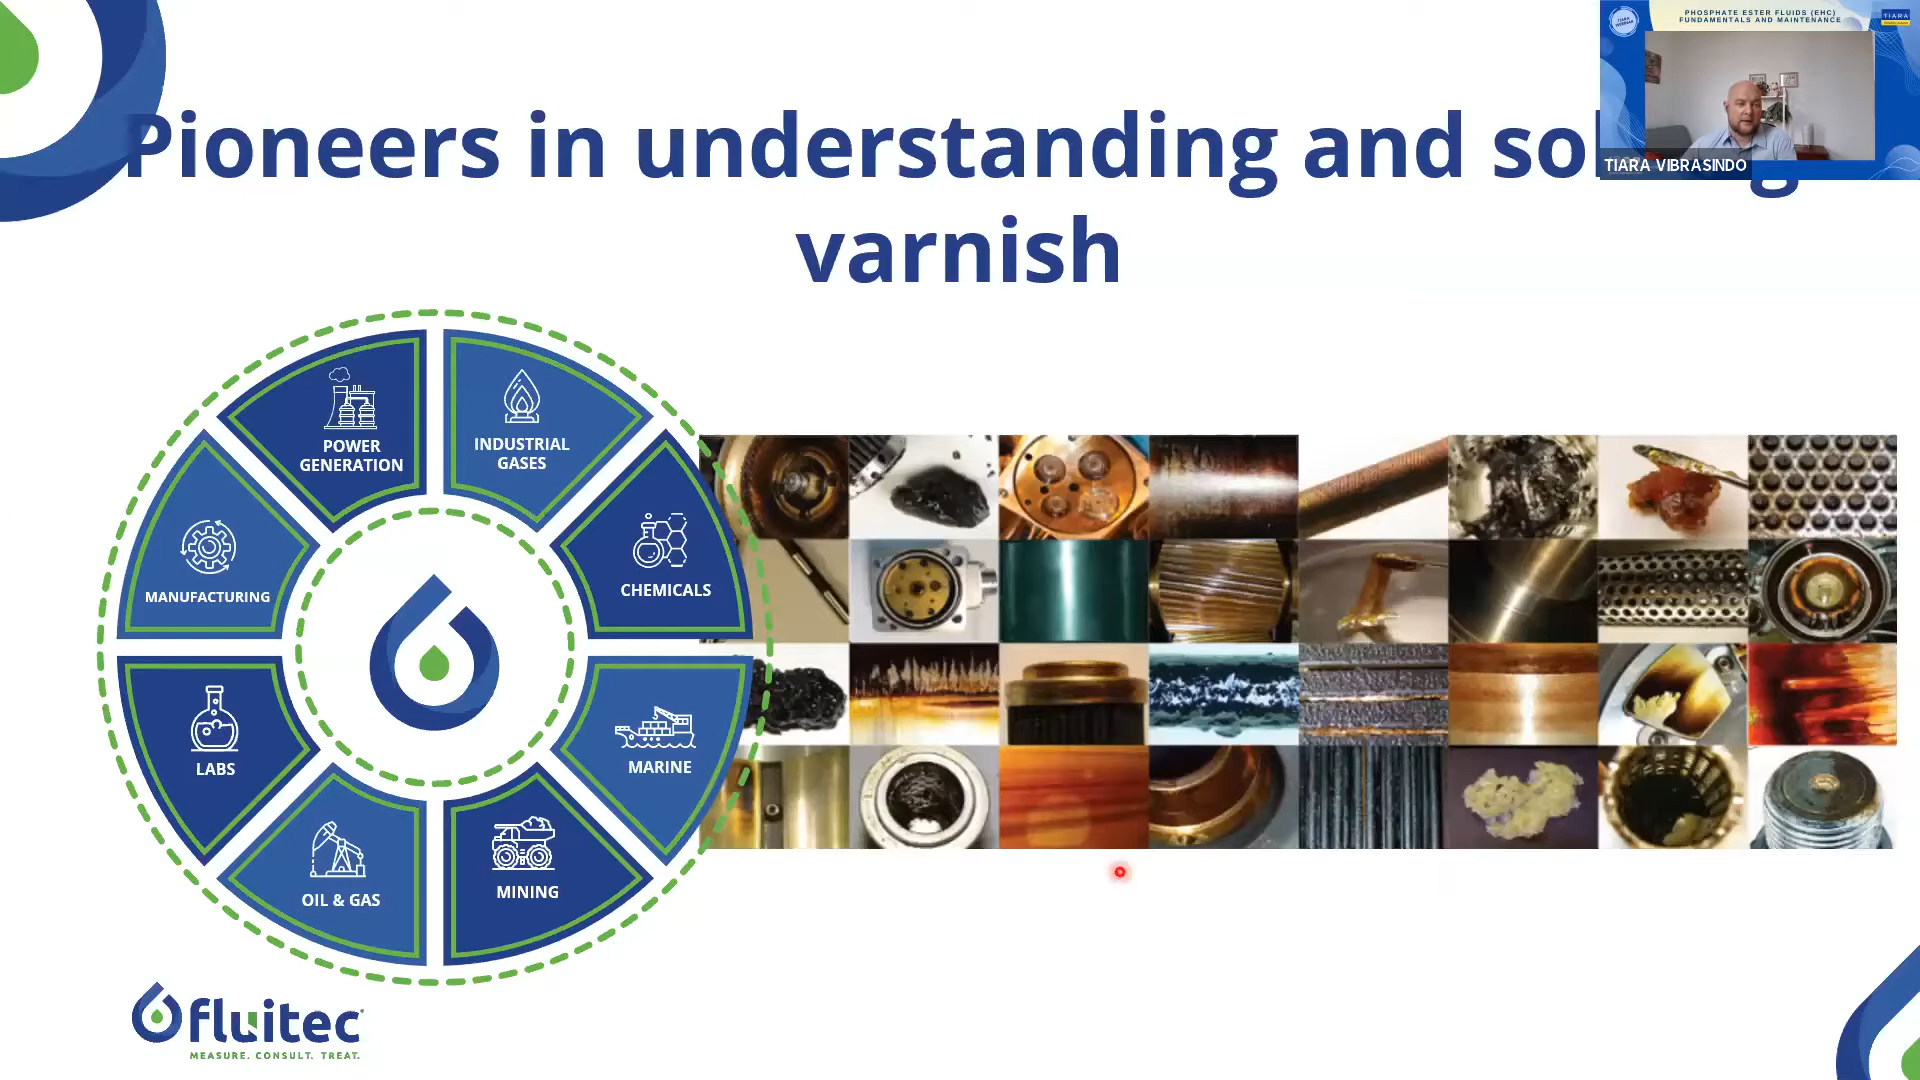 PHOSPHATE ESTER FLUIDS (EHC)
FUNDAMENTALS AND MAINTENANCE
TIARA
TIARA VIBRASINDO
Pioneers in understanding and
varnish
POWER
GENERATION
INDUSTRIAL
GASES
MANUFACTURING
CHEMICALS
LABS
MARINE
OIL & GAS
MINING
fluitec
MEASURE. CONSULT. TREAT.